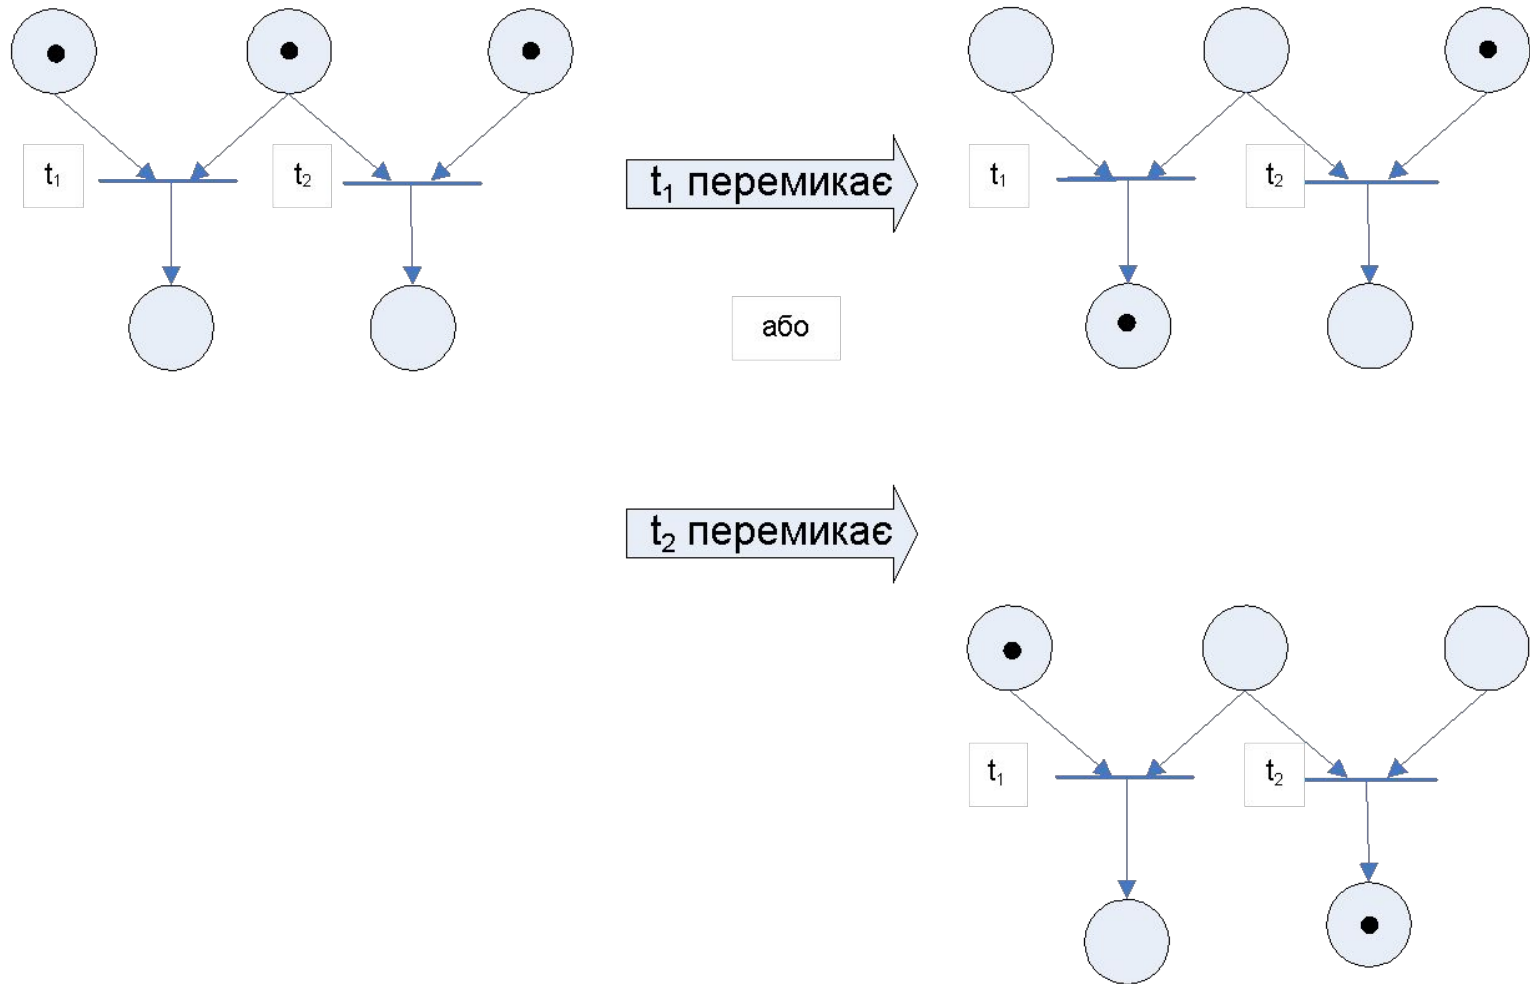 t₁
t₂
t₁ перемикає
t₁
t₂
або
t₂ перемикає
t₁
t₂